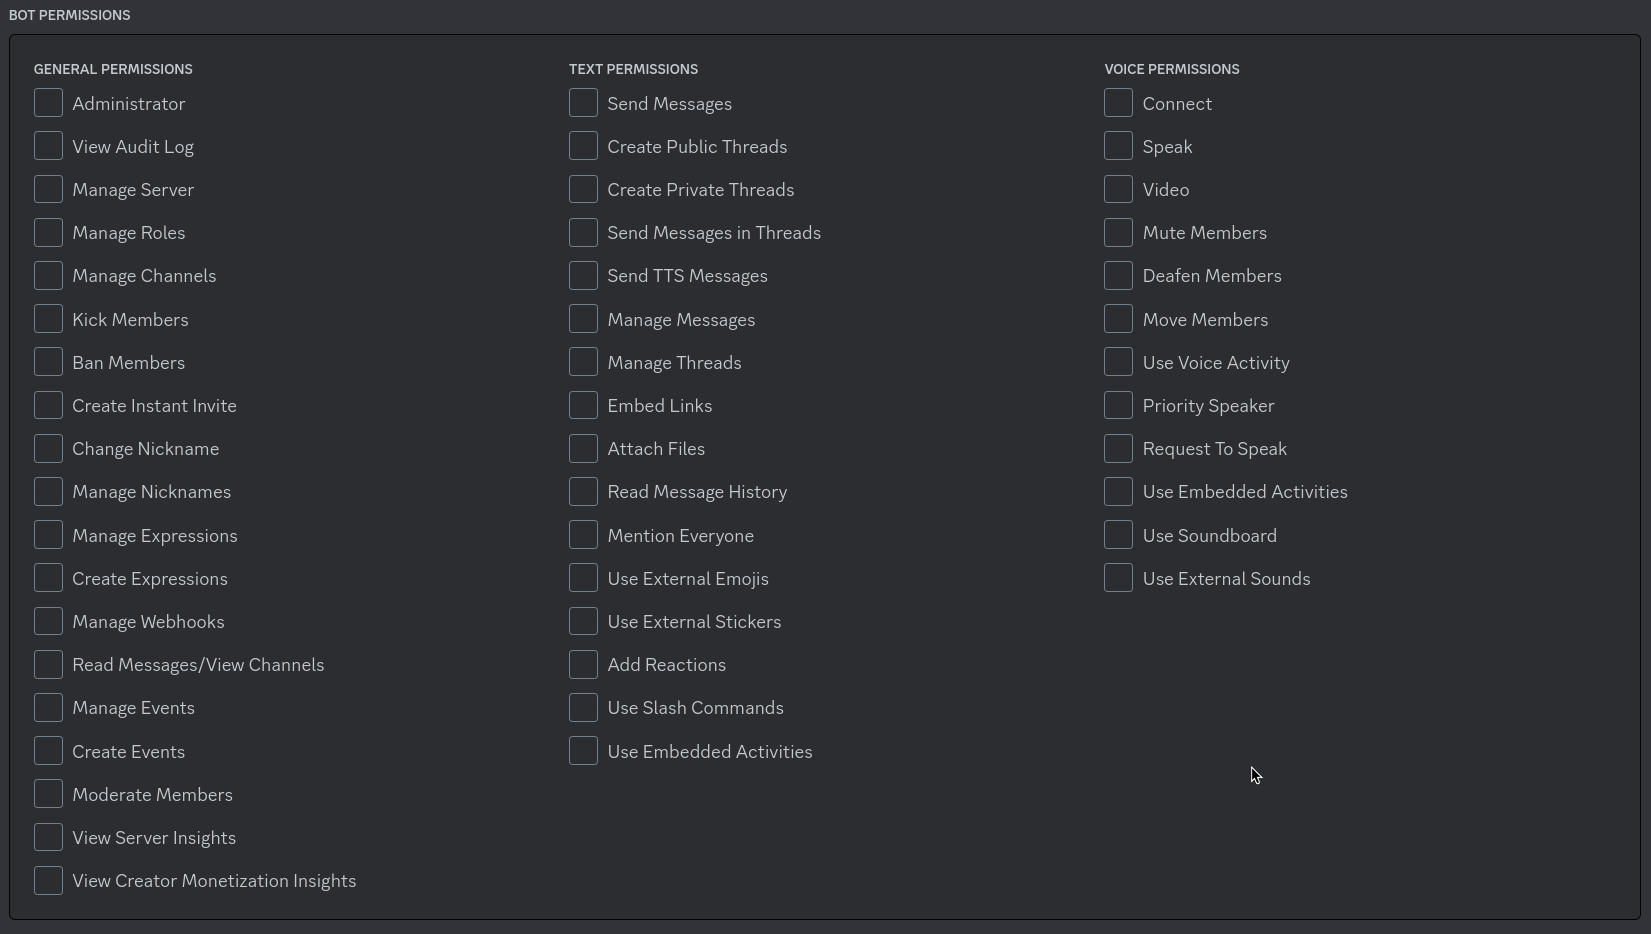 BOT PERMISSIONS
GENERAL PERMISSIONS
Administrator
View Audit Log
Manage Server
Manage Roles
Manage Channels
Kick Members
Ban Members
Create Instant Invite
Change Nickname
Manage Nicknames
Manage Expressions
Create Expressions
Manage Webhooks
Read Messages/View Channels
Manage Events
Create Events
Moderate Members
View Server Insights
View Creator Monetization Insights
TEXT PERMISSIONS
Send Messages
Create Public Threads
Create Private Threads
Send Messages in Threads
Send TTS Messages
Manage Messages
Manage Threads
Embed Links
Attach Files
Read Message History
Mention Everyone
Use External Emojis
Use External Stickers
Add Reactions
Use Slash Commands
Use Embedded Activities
VOICE PERMISSIONS
Connect
Speak
Video
Mute Members
Deafen Members
Move Members
Use Voice Activity
Priority Speaker
Request To Speak
Use Embedded Activities
Use Soundboard
Use External Sounds